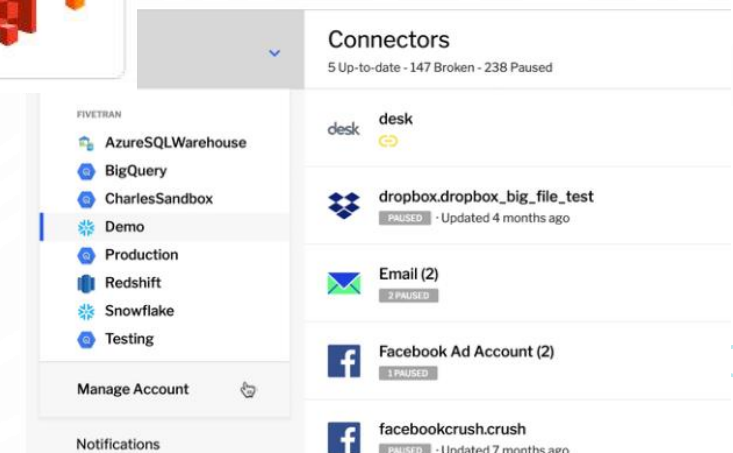 Connectors
5 Up-to-date - 147 Broken - 238 Paused
FIVETRAN
AzureSQLWarehouse
BigQuery
CharlesSandbox
Demo
Production
Redshift
Snowflake
Testing
Manage Account
Notifications
desk
desk
dropbox.dropbox_big_file_test
PAUSED · Updated 4 months ago
Email (2)
2 PAUSED
Facebook Ad Account (2)
1 PAUSED
facebookcrush.crush
PAUSED · Updated 7 months ago